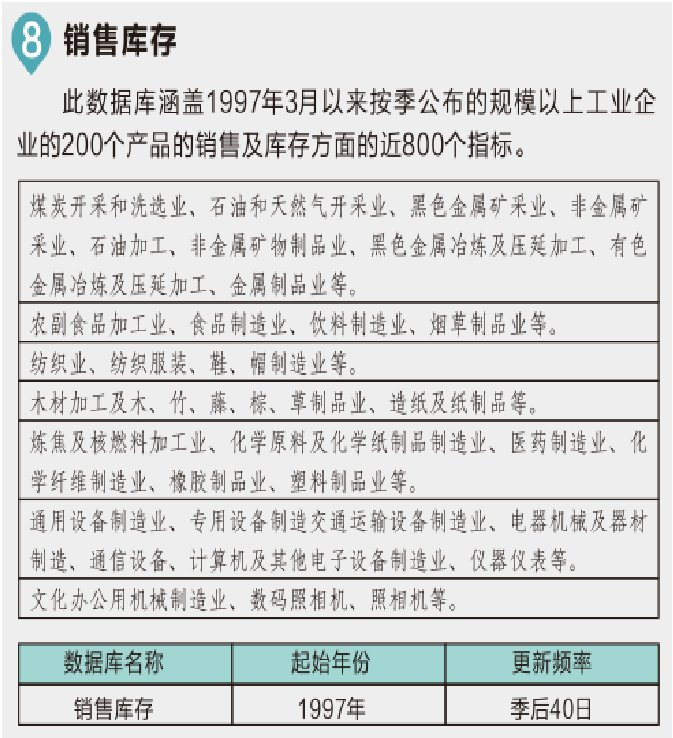 8 销售库存
此数据库涵盖1997年3月以来按季公布的规模以上工业企
业的200个产品的销售及库存方面的近800个指标。
煤炭开采和洗选业、石油和天然气开采业、黑色金属矿采业、非金属矿
采业、石油加工、非金属矿物制品业、黑色金属冶炼及压延加工、有色
金属冶炼及压延加工、金属制品业等。
农副食品加工业、食品制造业、饮料制造业、烟草制品业等。
纺织业、纺织服装、鞋、帽制造业等。
木材加工及木、竹、藤、棕、草制品业、造纸及纸制品等。
炼焦及核燃料加工业、化学原料及化学纸制品制造业、医药制造业、化
学纤维制造业、橡胶制品业、塑料制品业等。
通用设备制造业、专用设备制造交通运输设备制造业、电器机械及器材
制造、通信设备、计算机及其他电子设备制造业、仪器仪表等。
文化办公用机械制造业、数码照相机、照相机等。
数据库名称 起始年份 更新频率
销售库存 1997年 季后40日